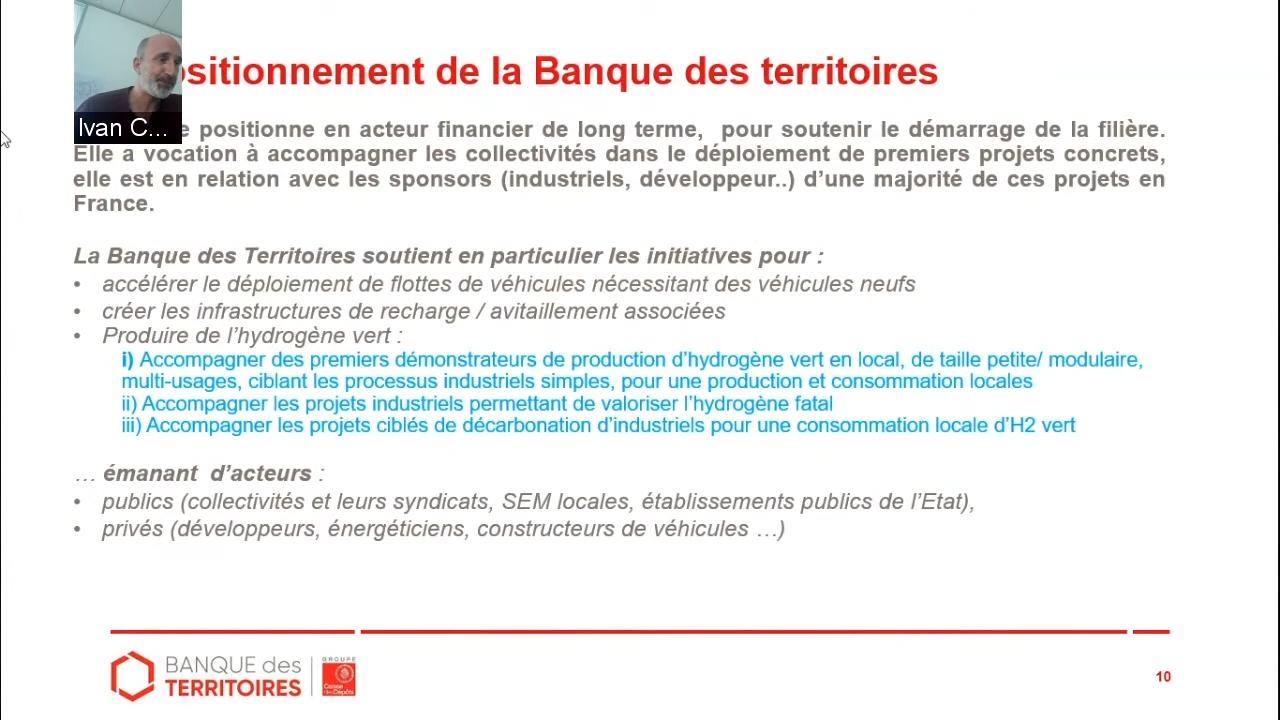 ositionnement de la Banque des territoires
Ivan C...
e positionne en acteur financier de long terme, pour soutenir le démarrage de la filière.
Elle a vocation à accompagner les collectivités dans le déploiement de premiers projets concrets,
elle est en relation avec les sponsors (industriels, développeur..) d’une majorité de ces projets en
France.
La Banque des Territoires soutient en particulier les initiatives pour :
• accélérer le déploiement de flottes de véhicules nécessitant des véhicules neufs
• créer les infrastructures de recharge / avitaillement associées
• Produire de l’hydrogène vert :
i) Accompagner des premiers démonstrateurs de production d’hydrogène vert en local, de taille petite/ modulaire,
multi-usages, ciblant les processus industriels simples, pour une production et consommation locales
ii) Accompagner les projets industriels permettant de valoriser l’hydrogène fatal
iii) Accompagner les projets ciblés de décarbonation d’industriels pour une consommation locale d’H2 vert
… émanant d’acteurs :
• publics (collectivités et leurs syndicats, SEM locales, établissements publics de l’Etat),
• privés (développeurs, énergéticiens, constructeurs de véhicules …)
BANQUE des
TERRITOIRES
GROUPE
Caisse
des Dépôts
10